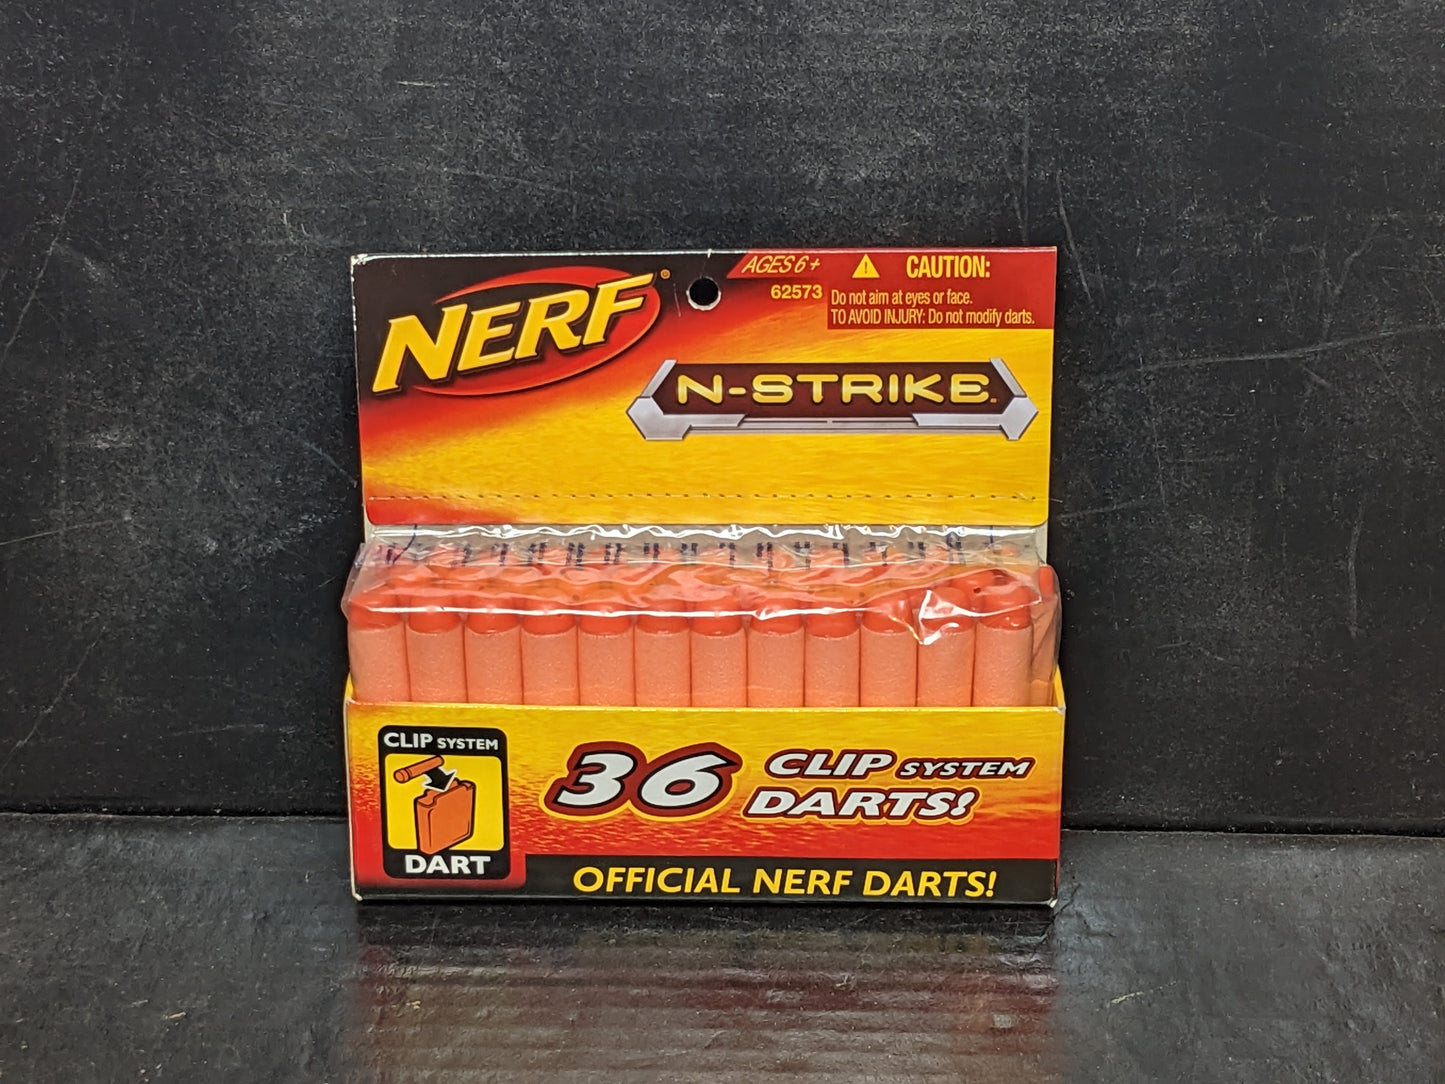 NERF®
AGES 6+
62573
CAUTION:
Do not aim at eyes or face.
TO AVOID INJURY: Do not modify darts.
N-STRIKE
CLIP SYSTEM
DART
36 CLIP SYSTEM
DARTS!
OFFICIAL NERF DARTS!